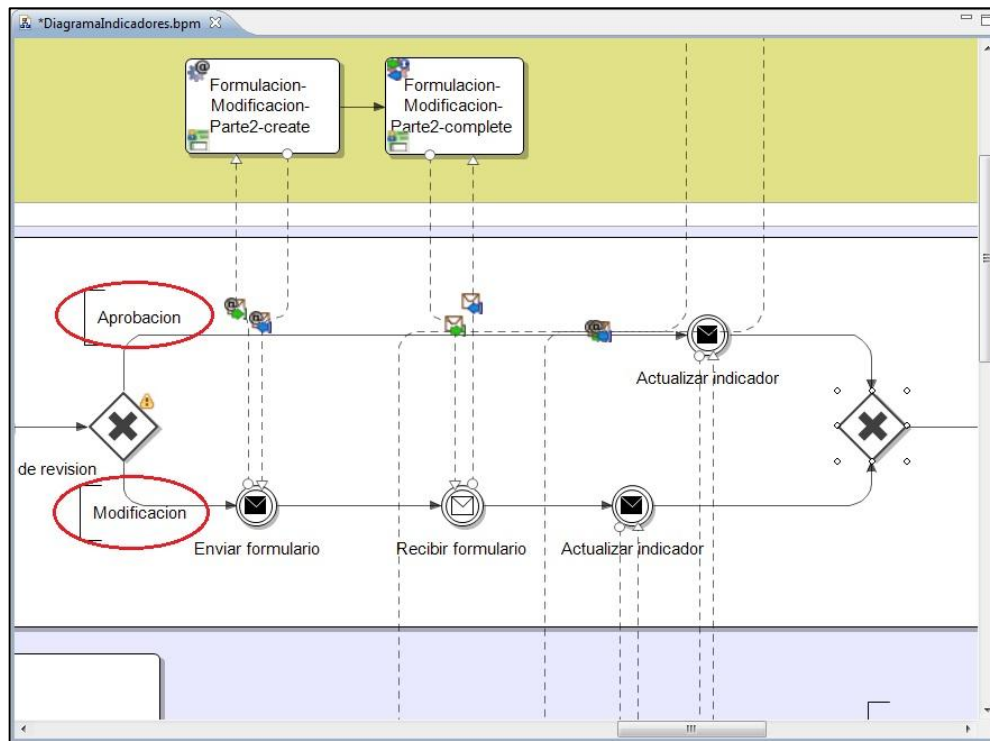 *DiagramaIndicadores.bpm
Formulacion-
Modificacion-
Parte2-create
Formulacion-
Modificacion-
Parte2-complete
Aprobacion
Actualizar indicador
de revision
Modificacion
Enviar formulario
Recibir formulario
Actualizar indicador